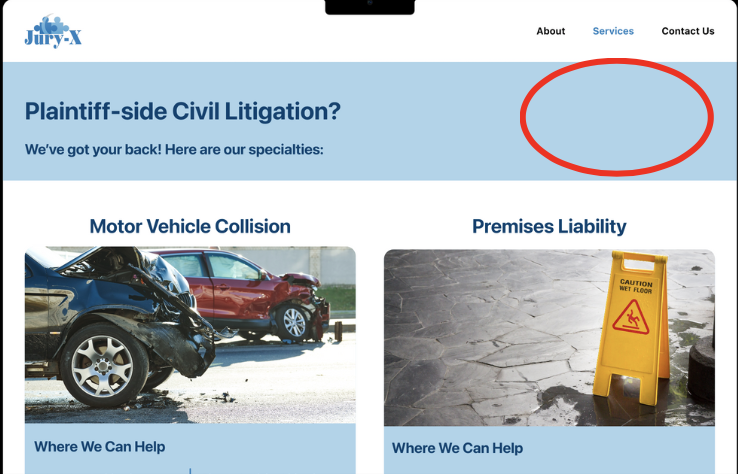 Jury-X
About Services Contact Us
Plaintiff-side Civil Litigation?
We've got your back! Here are our specialties:
Motor Vehicle Collision
Premises Liability
CAUTION
WET FLOOR
Where We Can Help
Where We Can Help